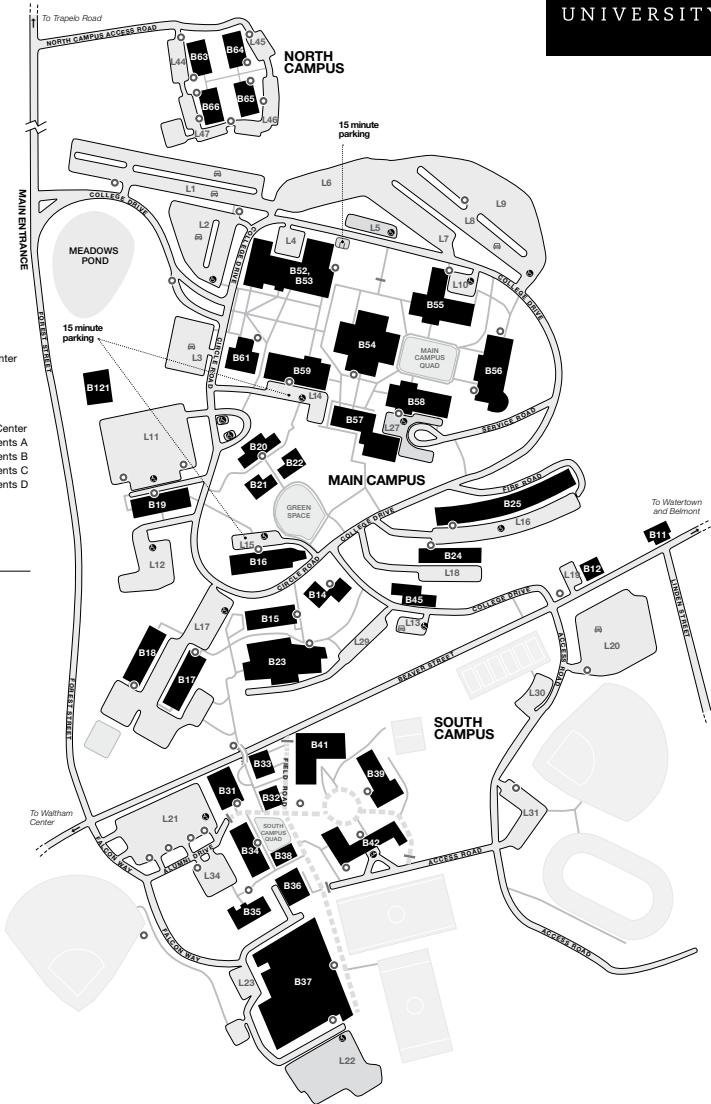 UNIVERSITY
To Trapelo Road
NORTH CAMPUS ACCESS ROAD
L44
B63
B64
L45
NORTH
CAMPUS
B66
B65
L46
L47
15 minute
parking
MAIN ENTRANCE
COLLEGE DRIVE
L1
L6
L9
L8
L7
L2
L5
L4
COLLEGE DRIVE
MEADOWS
POND
B52,
B53
L10
B55
COLLEGE DRIVE
FOREST STREET
15 minute
parking
L3
CIRCLE ROAD
B61
B59
B54
MAIN
CAMPUS
QUAD
B56
B121
L14
B58
B57
L27
SERVICE ROAD
Center
ents A
ents B
ents C
ents D
L11
B20
B22
B21
MAIN CAMPUS
GREEN
SPACE
FIRE ROAD
B25
L16
To Watertown
and Belmont
B19
COLLEGE DRIVE
L15
B16
CIRCLE ROAD
B24
L18
B11
L12
B14
B45
COLLEGE DRIVE
L19
B12
LINDEN STREET
L17
B15
L13
L29
ACCESS ROAD
L20
B18
B17
B23
BEAVER STREET
L30
FOREST STREET
SOUTH
CAMPUS
B41
B33
FIELD ROAD
B39
B31
B32
To Waltham
Center
L21
L31
SOUTH
CAMPUS
QUAD
FALCON WAY
ALUMNI DRIVE
B34
B38
B42
L34
ACCESS ROAD
B36
B35
FALCON WAY
ACCESS ROAD
L23
B37
L22